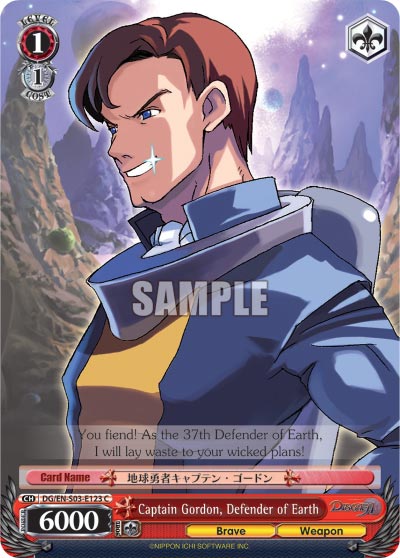 LEVEL
1
1
COST
SAMPLE
You fiend! As the 37th Defender of Earth,
I will lay waste to your wicked plans!
Card Name 地球勇者キャプテン・ゴードン
CH DG/EN-S03-E123 C
Captain Gordon, Defender of Earth
POWER 6000
Brave Weapon
©NIPPON ICHI SOFTWARE INC.